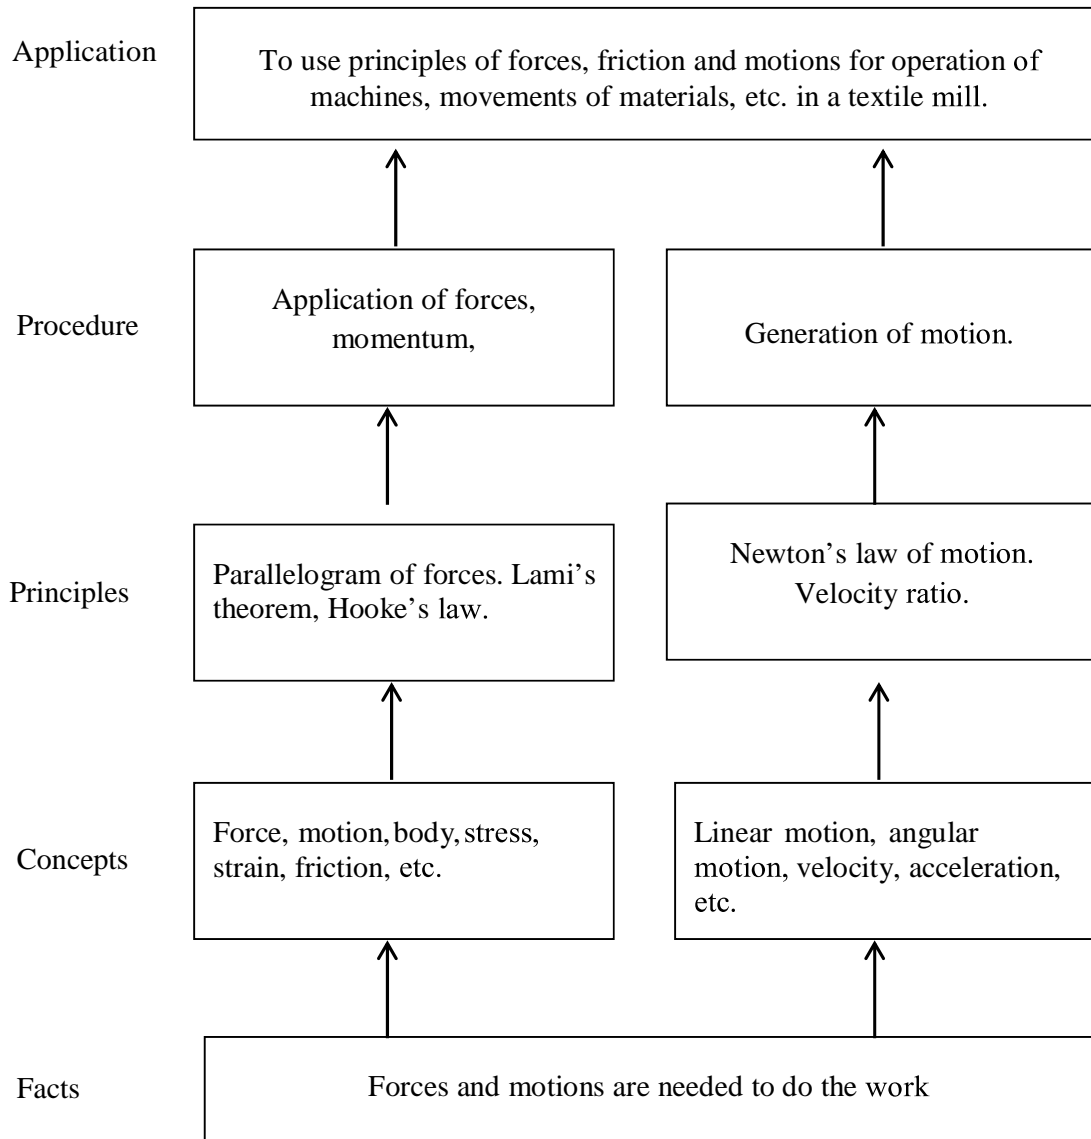 Application
To use principles of forces, friction and motions for operation of
machines, movements of materials, etc. in a textile mill.
Procedure
Application of forces,
momentum,
Generation of motion.
Principles
Parallelogram of forces. Lami’s
theorem, Hooke’s law.
Newton’s law of motion.
Velocity ratio.
Concepts
Force, motion, body, stress,
strain, friction, etc.
Linear motion, angular
motion, velocity, acceleration,
etc.
Facts
Forces and motions are needed to do the work